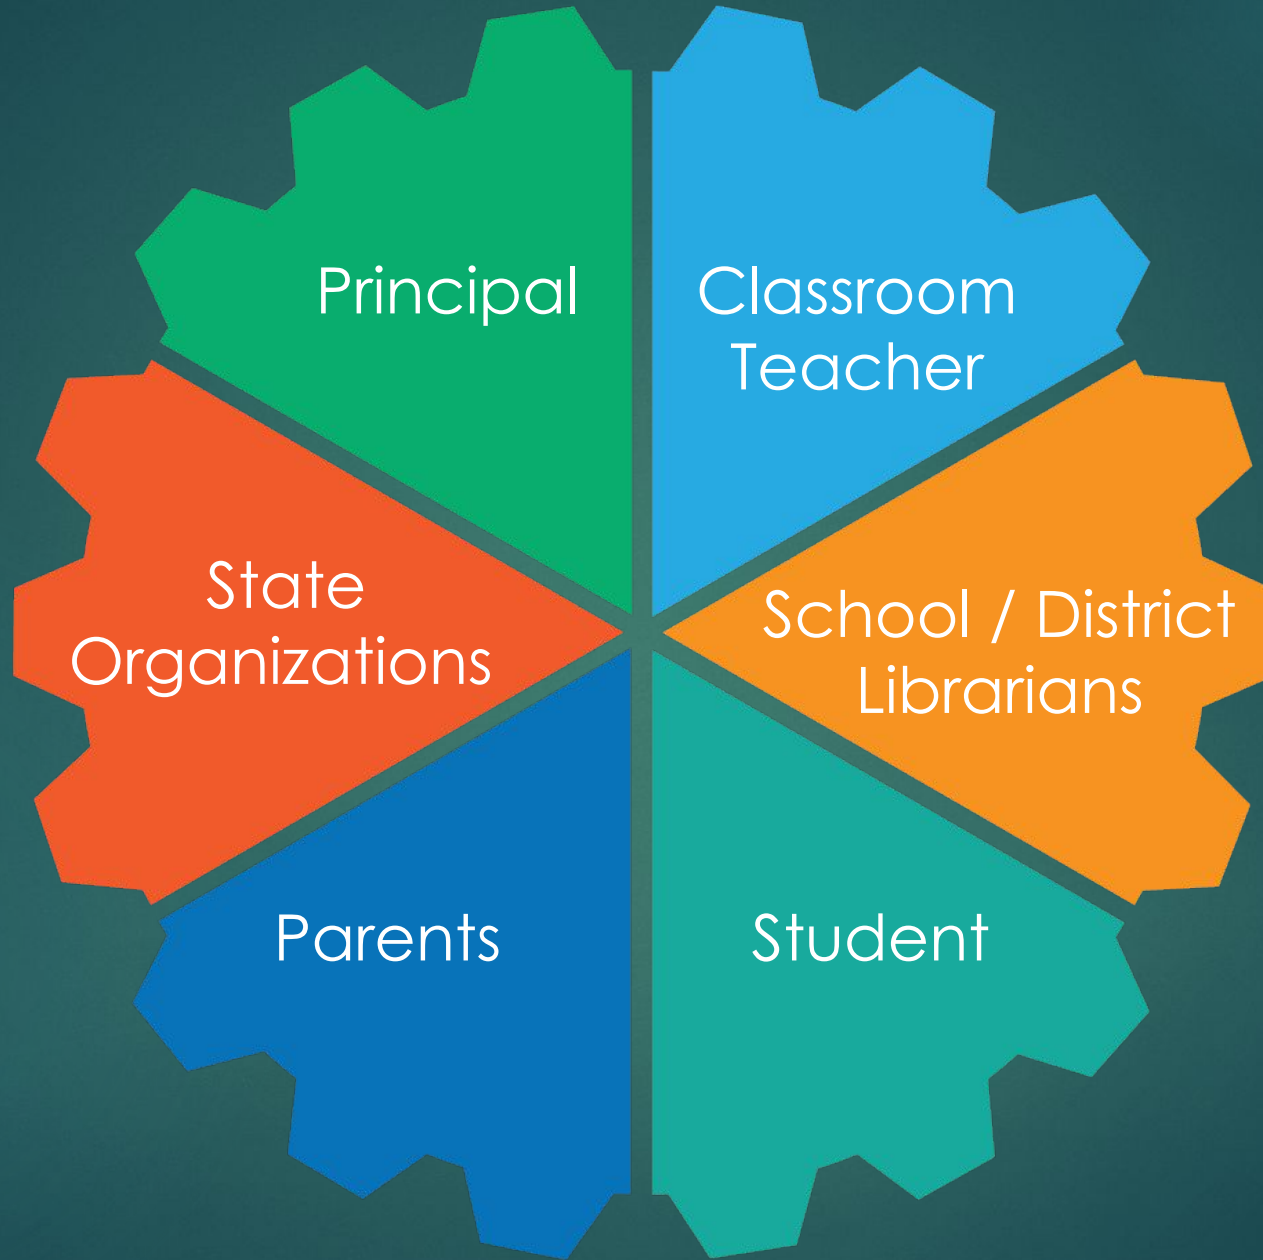 Principal
Classroom
Teacher
State
Organizations
School / District
Librarians
Parents
Student